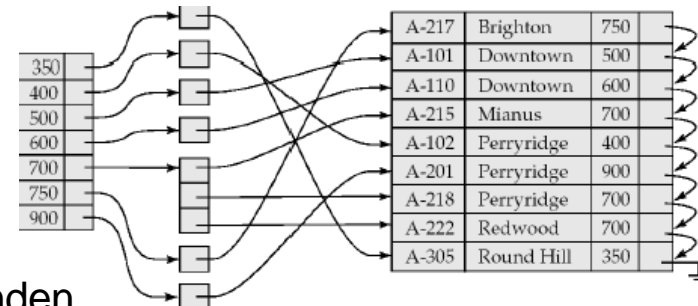 350
400
500
600
700
750
900
A-217 Brighton 750
A-101 Downtown 500
A-110 Downtown 600
A-215 Mianus 700
A-102 Perryridge 400
A-201 Perryridge 900
A-218 Perryridge 700
A-222 Redwood 700
A-305 Round Hill 350